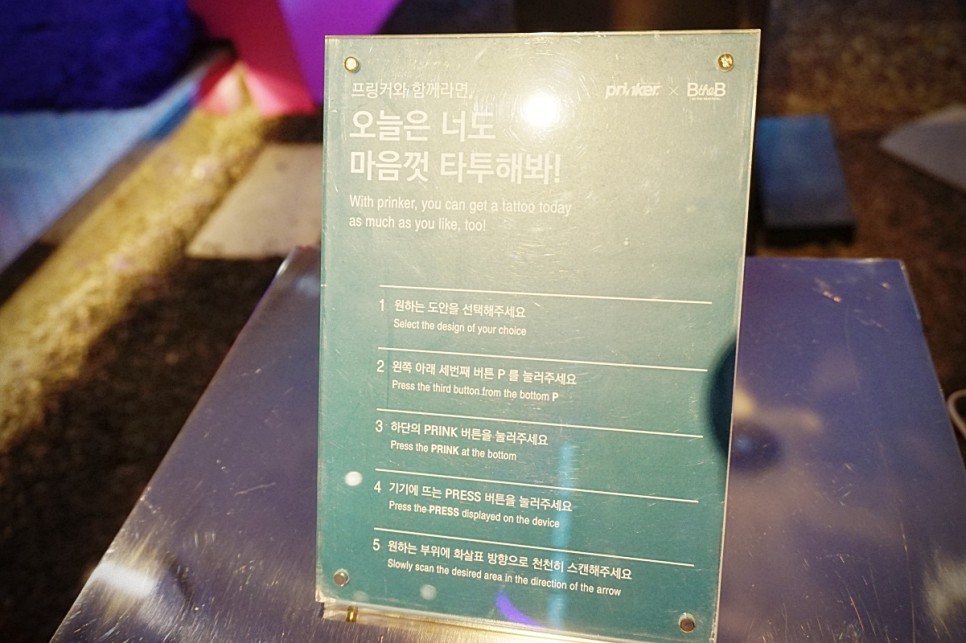 프링커와 함께라면,
prinker. × BtheB
오늘은 너도
마음껏 타투해봐!
With prinker, you can get a tattoo today
as much as you like, too!
1 원하는 도안을 선택해주세요
Select the design of your choice
2 왼쪽 아래 세번째 버튼 P 를 눌러주세요
Press the third button from the bottom P
3 하단의 PRINK 버튼을 눌러주세요
Press the PRINK at the bottom
4 기기에 뜨는 PRESS 버튼을 눌러주세요
Press the PRESS displayed on the device
5 원하는 부위에 화살표 방향으로 천천히 스캔해주세요
Slowly scan the desired area in the direction of the arrow